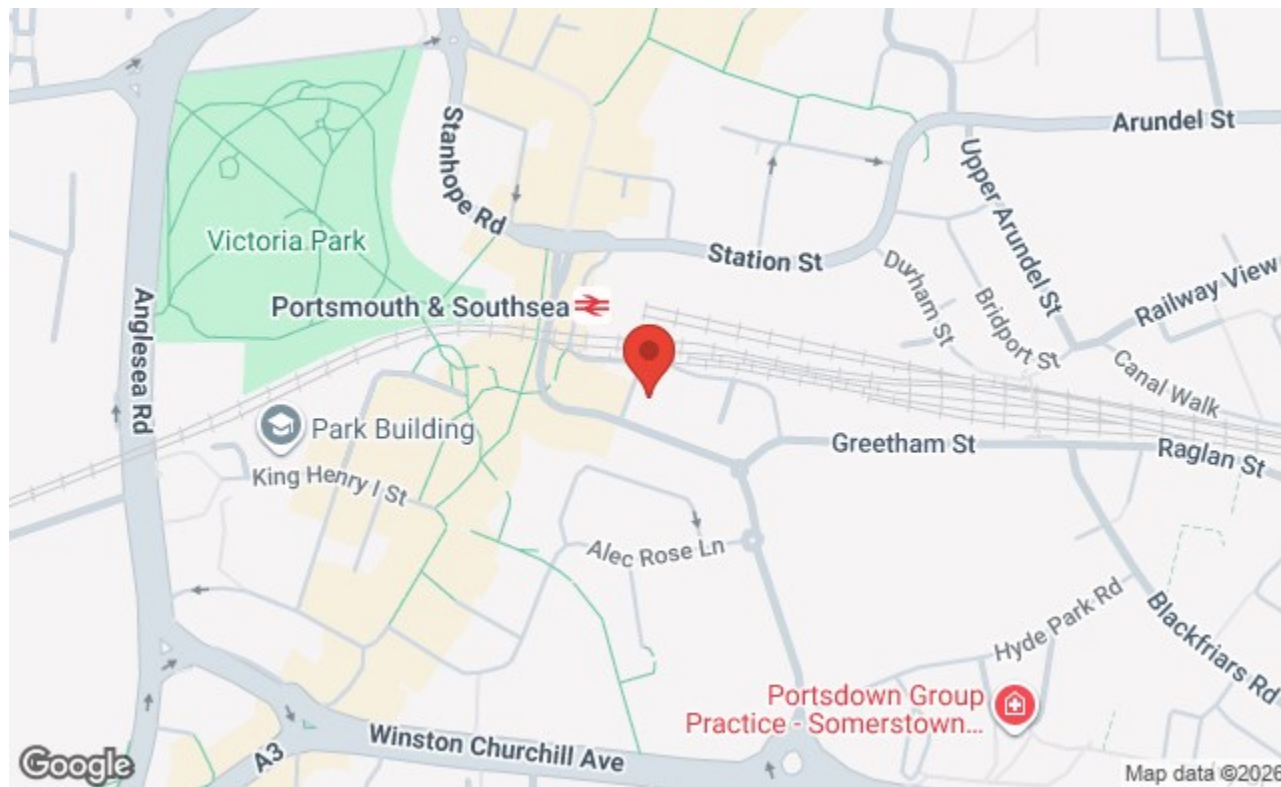 Arundel St
Stanhope Rd
Upper Arundel St
Victoria Park
Station St
Durham St
Bridport St
Railway View
Portsmouth & Southsea
Anglesea Rd
Canal Walk
Park Building
Greetham St
Raglan St
King Henry I St
Alec Rose Ln
Hyde Park Rd
Blackfriars Rd
Portsdown Group
Practice - Somerstown...
Winston Churchill Ave
A3
Google
Map data ©2026